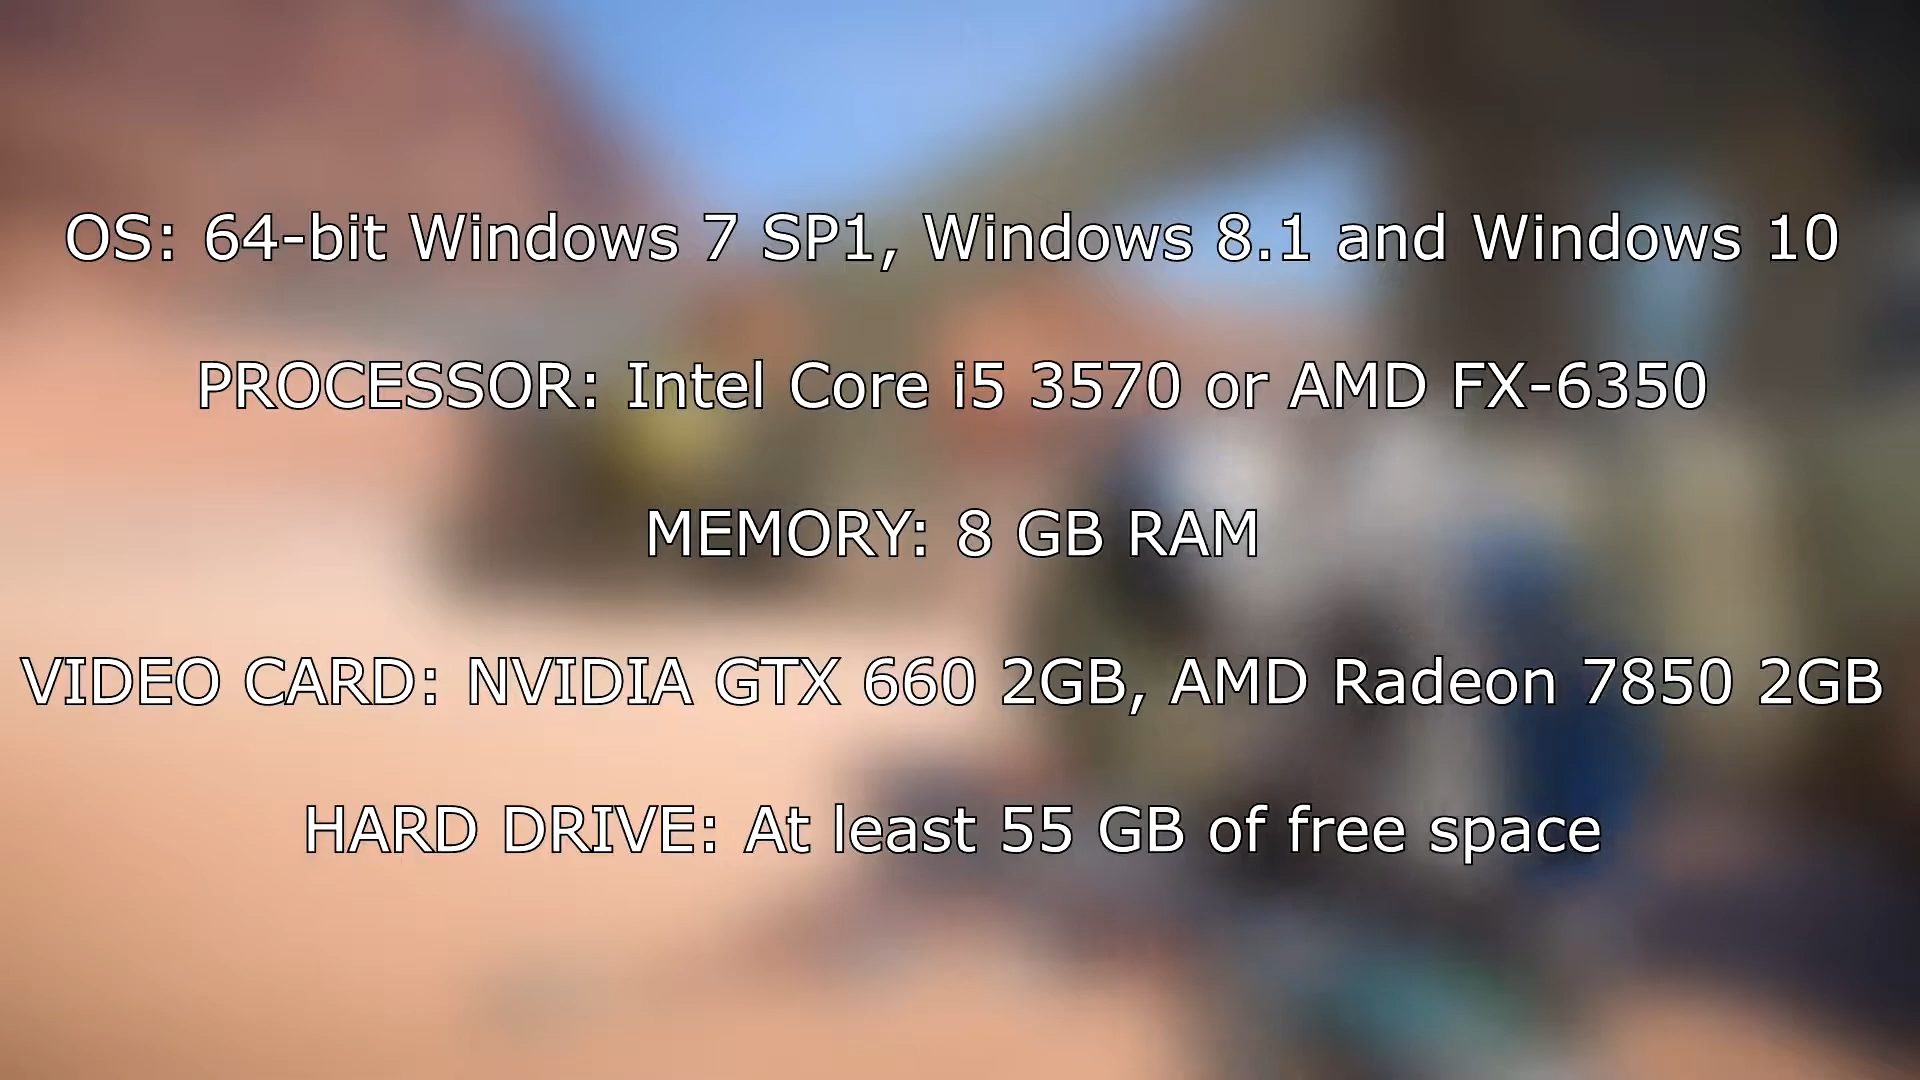 OS: 64-bit Windows 7 SP1, Windows 8.1 and Windows 10
PROCESSOR: Intel Core i5 3570 or AMD FX-6350
MEMORY: 8 GB RAM
VIDEO CARD: NVIDIA GTX 660 2GB, AMD Radeon 7850 2GB
HARD DRIVE: At least 55 GB of free space